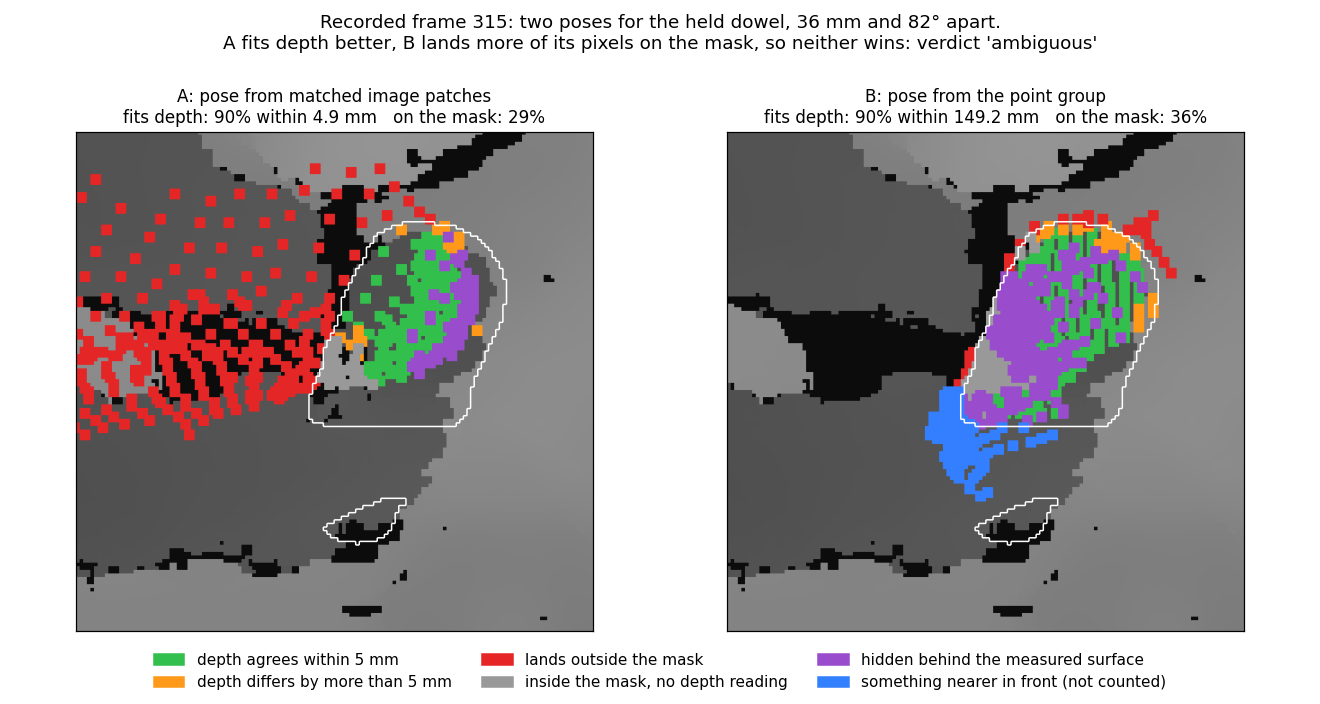 Recorded frame 315: two poses for the held dowel, 36 mm and 82° apart.
A fits depth better, B lands more of its pixels on the mask, so neither wins: verdict 'ambiguous'
A: pose from matched image patches
fits depth: 90% within 4.9 mm   on the mask: 29%
B: pose from the point group
fits depth: 90% within 149.2 mm   on the mask: 36%
depth agrees within 5 mm
depth differs by more than 5 mm
lands outside the mask
inside the mask, no depth reading
hidden behind the measured surface
something nearer in front (not counted)